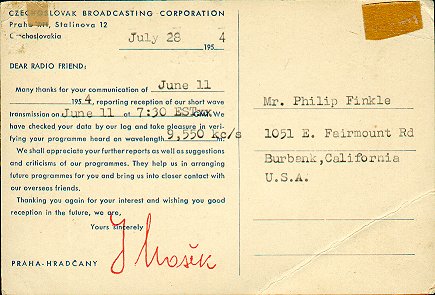 CZECHOSLOVAK BROADCASTING CORPORATION
Praha XII, Stalinova 12
Czechoslovakia
July 28 195 4
DEAR RADIO FRIEND:
Many thanks for your communication of June 11
195 4, reporting reception of our short wave
transmission on June 11 at 7:30 EST GMT. We
have checked your data by our log and take pleasure in veri-
fying your programme heard on wavelength 9,550 kc/s
We shall appreciate your further reports as well as suggestions
and criticisms of our programmes. They help us in arranging
future programmes for you and bring us into closer contact with
our overseas friends.
Thanking you again for your interest and wishing you good
reception in the future, we are,
Yours sincerely
PRAHA-HRADČANY
Mr. Philip Finkle
1051 E. Fairmount Rd
Burbank,California
U.S.A.